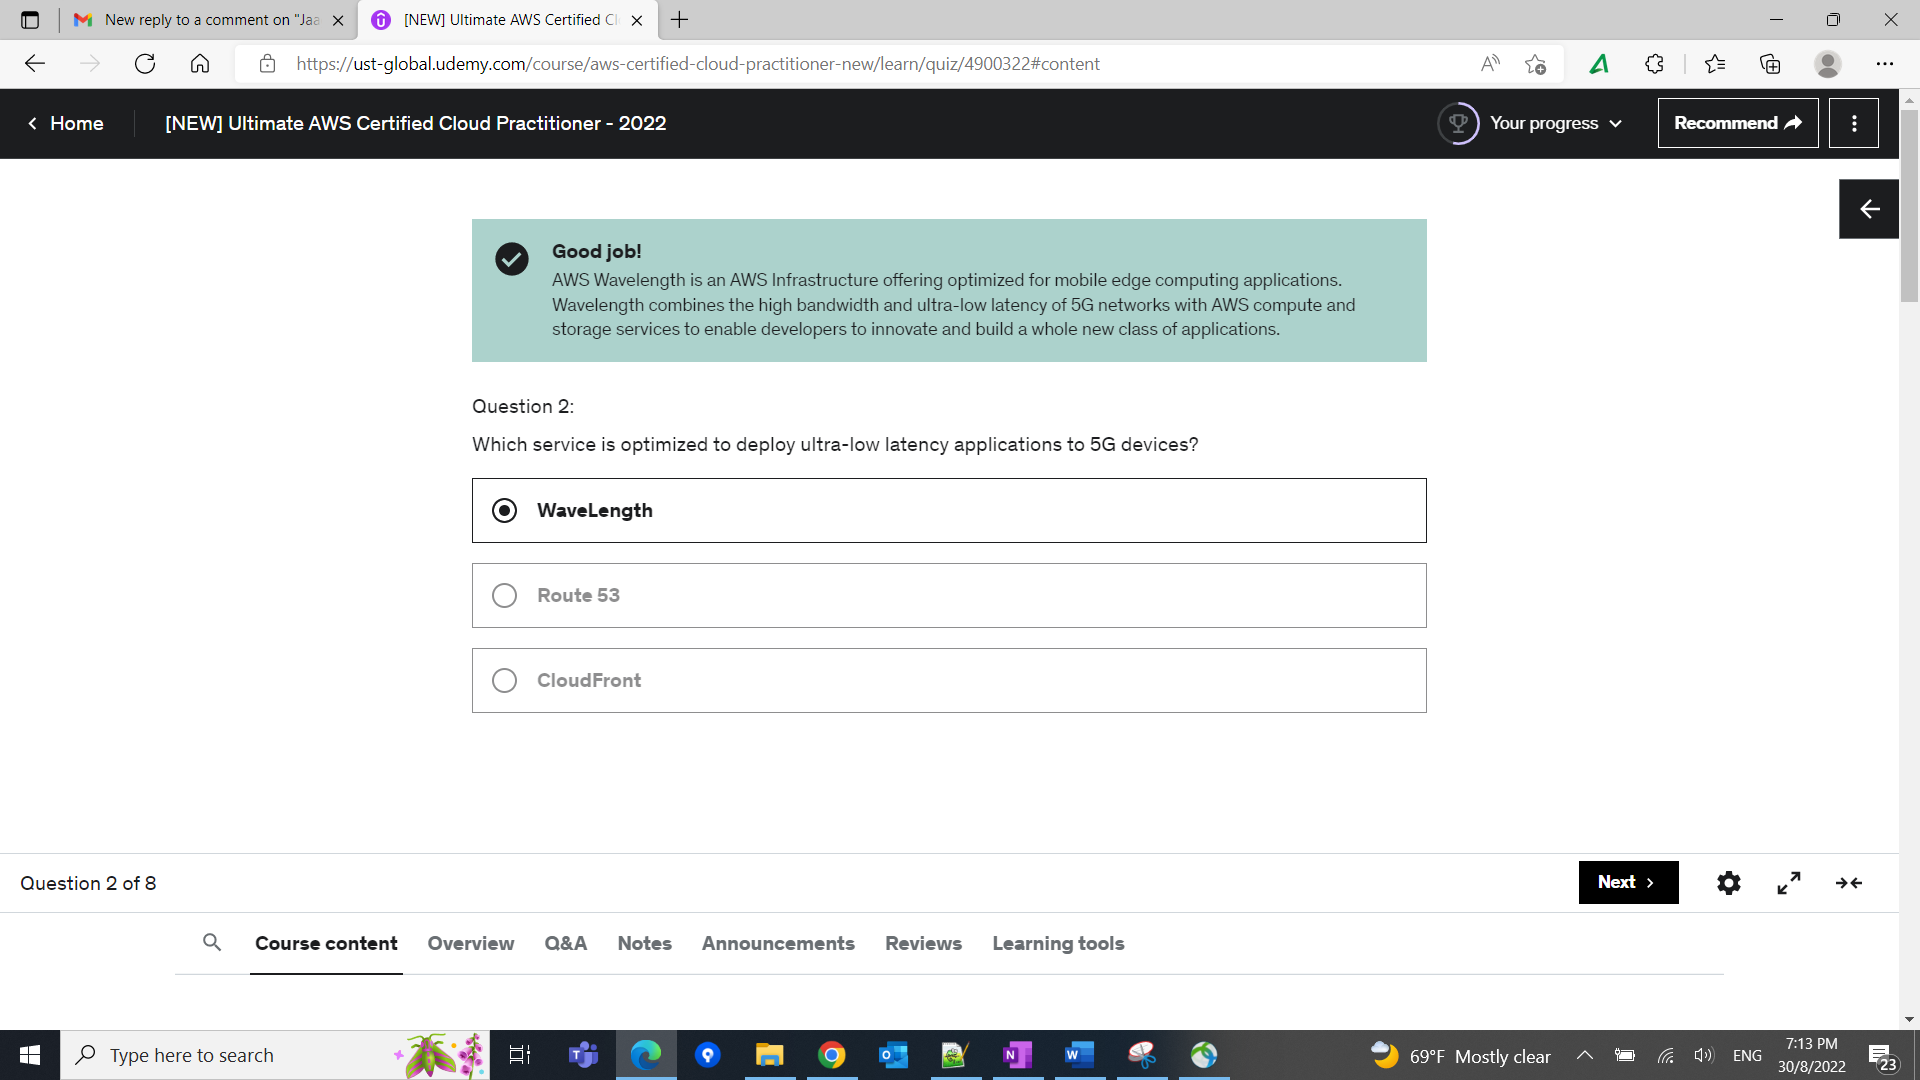 New reply to a comment on "Jaa
[NEW] Ultimate AWS Certified Cl
https://ust-global.udemy.com/course/aws-certified-cloud-practitioner-new/learn/quiz/4900322#content
Home
[NEW] Ultimate AWS Certified Cloud Practitioner - 2022
Your progress
Recommend
Good job!
AWS Wavelength is an AWS Infrastructure offering optimized for mobile edge computing applications.
Wavelength combines the high bandwidth and ultra-low latency of 5G networks with AWS compute and
storage services to enable developers to innovate and build a whole new class of applications.
Question 2:
Which service is optimized to deploy ultra-low latency applications to 5G devices?
WaveLength
Route 53
CloudFront
Question 2 of 8
Next
Course content Overview Q&A Notes Announcements Reviews Learning tools
Type here to search
69°F Mostly clear
ENG
7:13 PM
30/8/2022
23